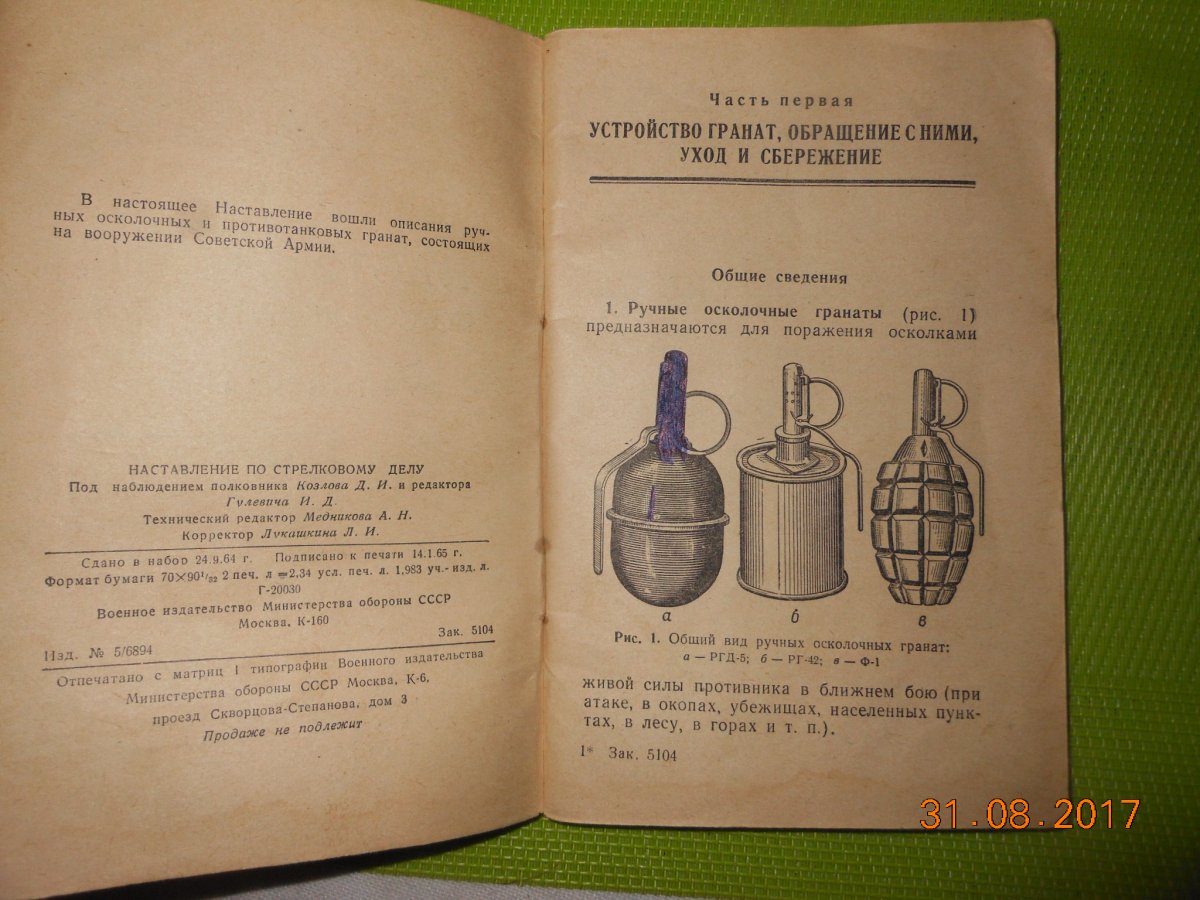 В настоящее Наставление вошли описания руч-
ных осколочных и противотанковых гранат, состоящих
на вооружении Советской Армии.
НАСТАВЛЕНИЕ ПО СТРЕЛКОВОМУ ДЕЛУ
Под наблюдением полковника Козлова Д. И. и редактора
Гулевича И. Д.
Технический редактор Медникова А. Н.
Корректор Лукашкина Л. И.
Сдано в набор 24.9.64 г. Подписано к печати 14.1.65 г.
Формат бумаги 70×90¹/₃₂ 2 печ. л =2,34 усл. печ. л. 1,983 уч.-изд. л.
Г-20030
Военное издательство Министерства обороны СССР
Москва, К-160
Изд. № 5/6894 Зак. 5104
Отпечатано с матриц 1 типографии Военного издательства
Министерства обороны СССР Москва, К-6,
проезд Скворцова-Степанова, дом 3
Продаже не подлежит
Часть первая
УСТРОЙСТВО ГРАНАТ, ОБРАЩЕНИЕ С НИМИ,
УХОД И СБЕРЕЖЕНИЕ
Общие сведения
1. Ручные осколочные гранаты (рис. 1)
предназначаются для поражения осколками
а б в
Рис. 1. Общий вид ручных осколочных гранат:
а — РГД-5; б — РГ-42; в — Ф-1
живой силы противника в ближнем бою (при
атаке, в окопах, убежищах, населенных пунк-
тах, в лесу, в горах и т. п.).
1* Зак. 5104
31.08.2017